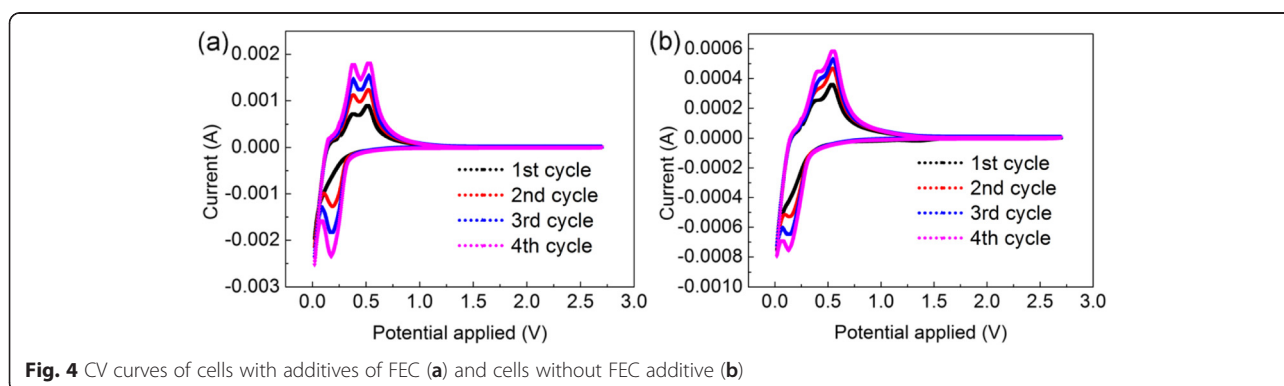 (a)
0.002
0.001
0.000
-0.001
-0.002
-0.003
Current (A)
1st cycle
2nd cycle
3rd cycle
4th cycle
0.0 0.5 1.0 1.5 2.0 2.5 3.0
Potential applied (V)
(b)
0.0006
0.0004
0.0002
0.0000
-0.0002
-0.0004
-0.0006
-0.0008
-0.0010
Current (A)
1st cycle
2nd cycle
3rd cycle
4th cycle
0.0 0.5 1.0 1.5 2.0 2.5 3.0
Potential applied (V)
Fig. 4 CV curves of cells with additives of FEC (a) and cells without FEC additive (b)